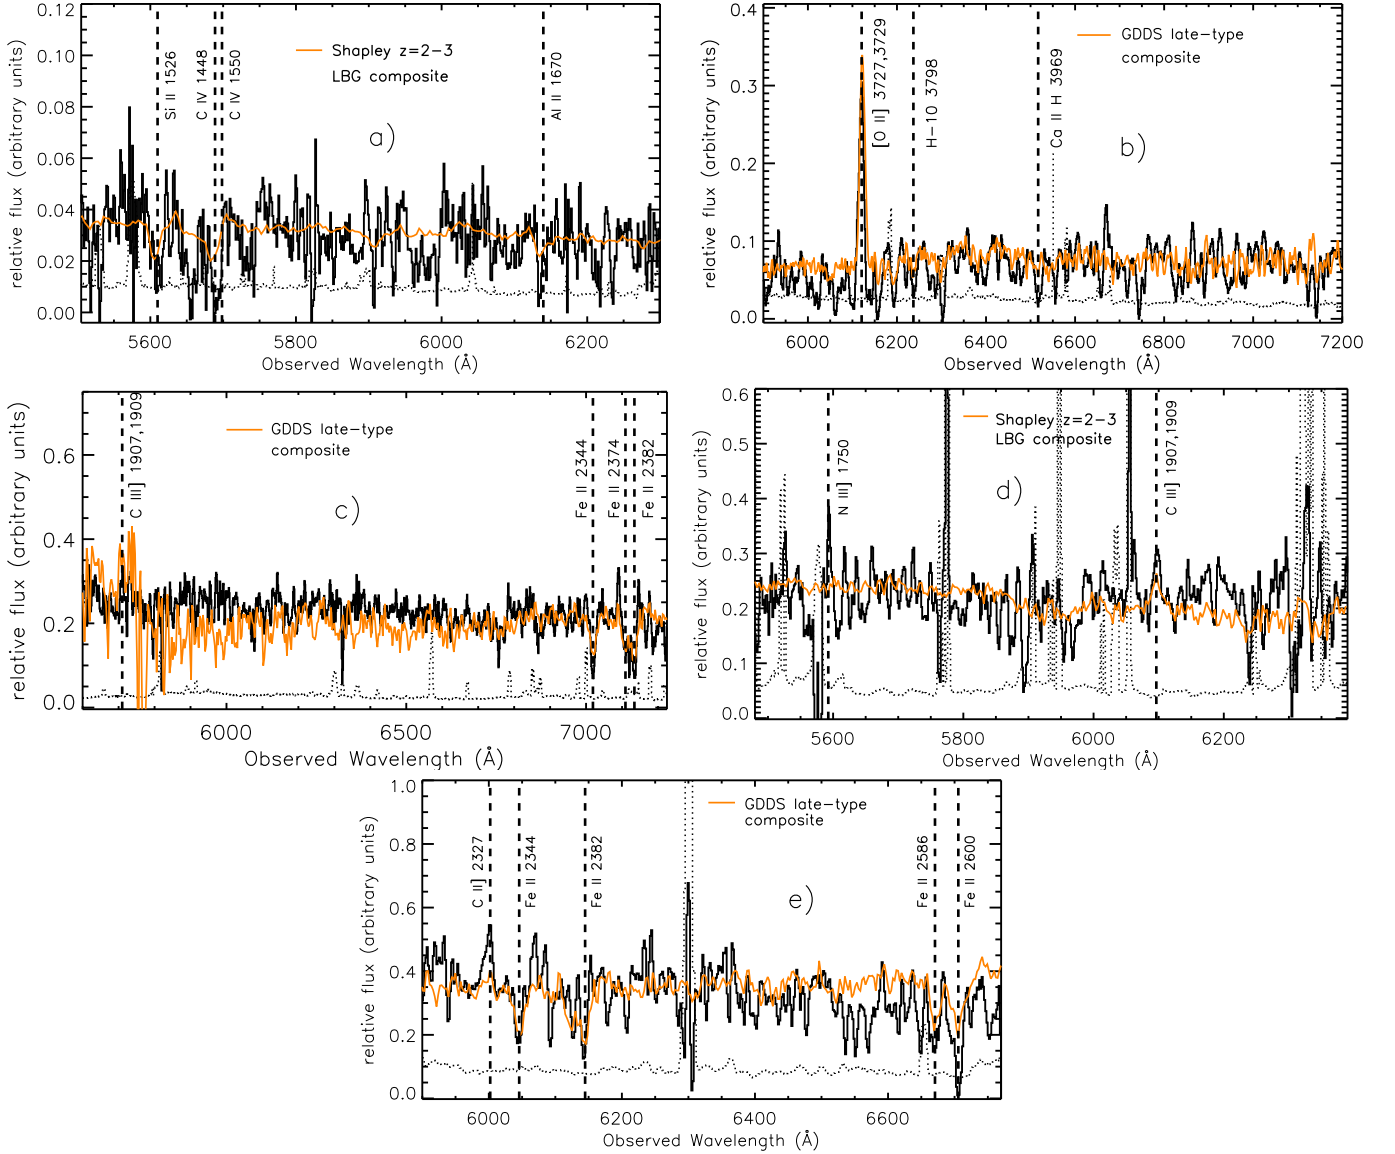 relative flux (arbitrary units)
0.12
0.10
0.08
0.06
0.04
0.02
0.00
Si II 1526
C IV 1448
C IV 1550
Shapley z=2-3
LBG composite
Al II 1670
a)
5600
5800
6000
6200
Observed Wavelength (Å)
relative flux (arbitrary units)
0.4
0.3
0.2
0.1
0.0
[O II] 3727,3729
H-10 3798
Ca II H 3969
GDDS late-type
composite
b)
6000
6200
6400
6600
6800
7000
7200
Observed Wavelength (Å)
relative flux (arbitrary units)
0.6
0.4
0.2
0.0
C III] 1907,1909
GDDS late-type
composite
c)
Fe II 2344
Fe II 2374
Fe II 2382
6000
6500
7000
Observed Wavelength (Å)
relative flux (arbitrary units)
0.6
0.5
0.4
0.3
0.2
0.1
0.0
N III] 1750
Shapley z=2-3
LBG composite
d)
C III] 1907,1909
5600
5800
6000
6200
Observed Wavelength (Å)
relative flux (arbitrary units)
1.0
0.8
0.6
0.4
0.2
0.0
C II] 2327
Fe II 2344
Fe II 2382
GDDS late-type
composite
e)
Fe II 2586
Fe II 2600
6000
6200
6400
6600
Observed Wavelength (Å)